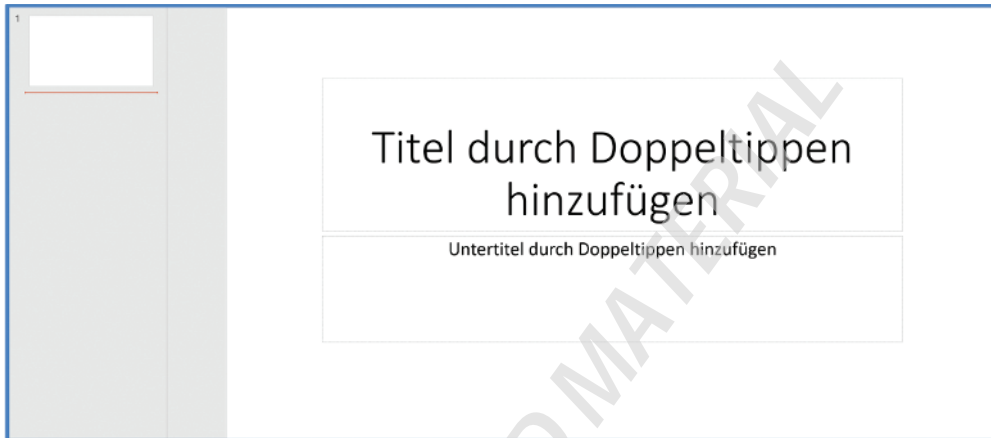 1
Titel durch Doppeltippen
hinzufügen
Untertitel durch Doppeltippen hinzufügen
D MATERIAL